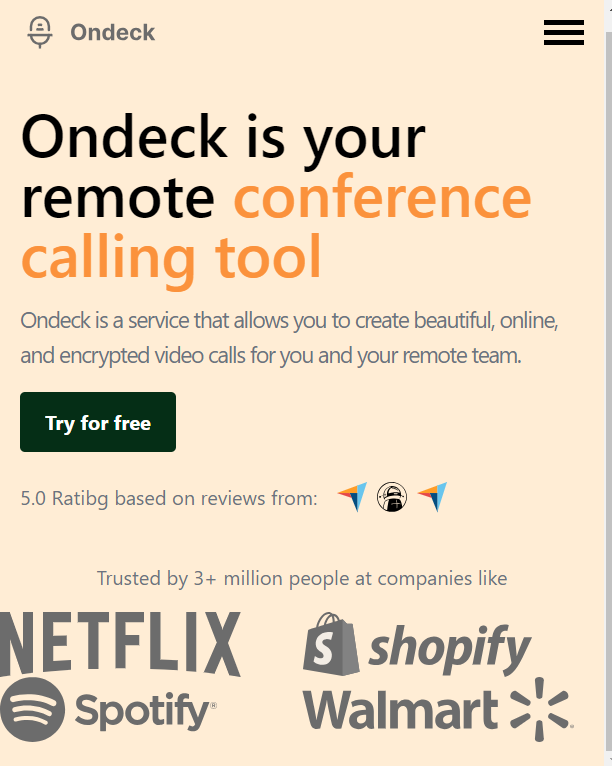 Ondeck
Ondeck is your
remote conference
calling tool
Ondeck is a service that allows you to create beautiful, online,
and encrypted video calls for you and your remote team.
Try for free
5.0 Ratibg based on reviews from:
Trusted by 3+ million people at companies like
NETFLIX shopify
Spotify® Walmart